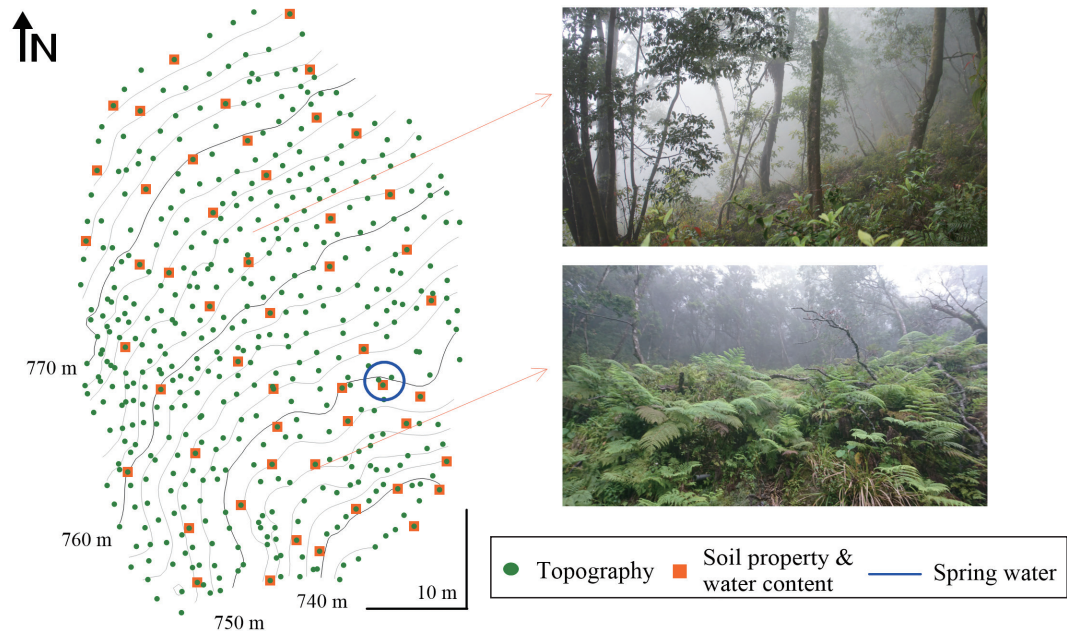 N
770 m
760 m
750 m
740 m
10 m
Topography
Soil property &
water content
Spring water